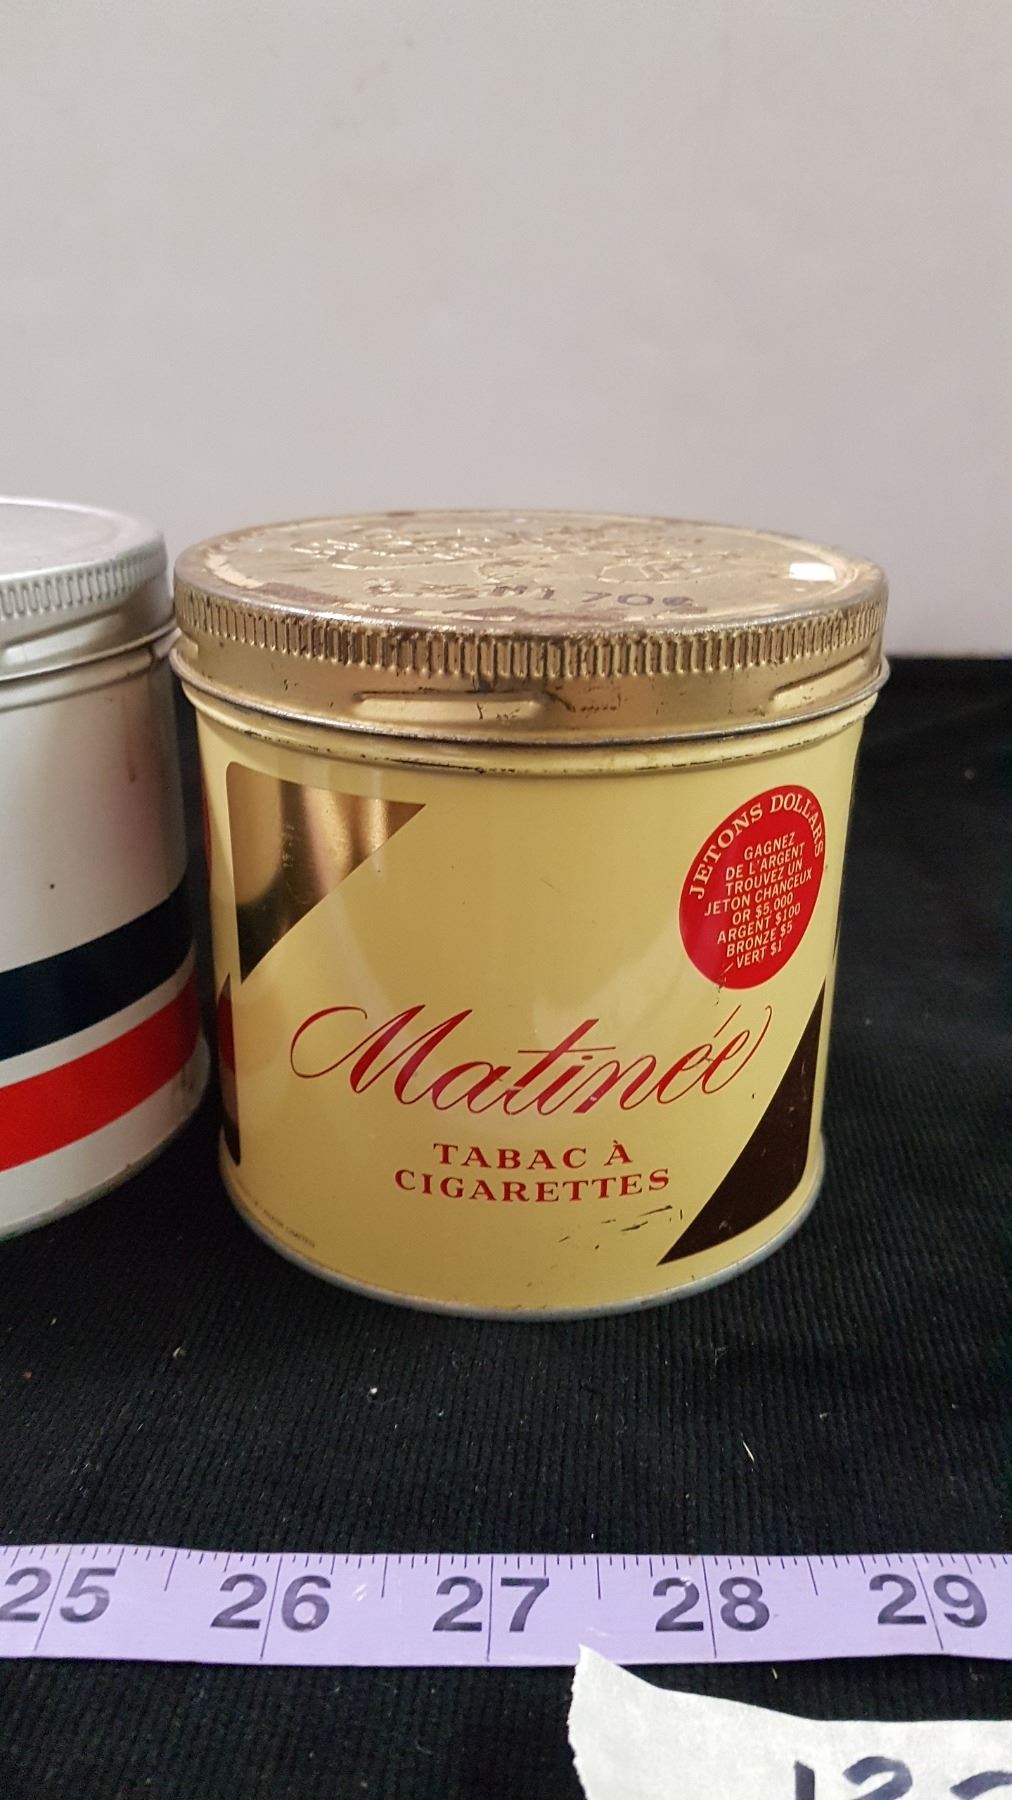 JETONS DOLLARS
GAGNEZ
DE L'ARGENT
TROUVEZ UN
JETON CHANCEUX
OR $5,000
ARGENT $100
BRONZE $5
VERT $1
Matinée
TABAC À
CIGARETTES
25 26 27 28 29